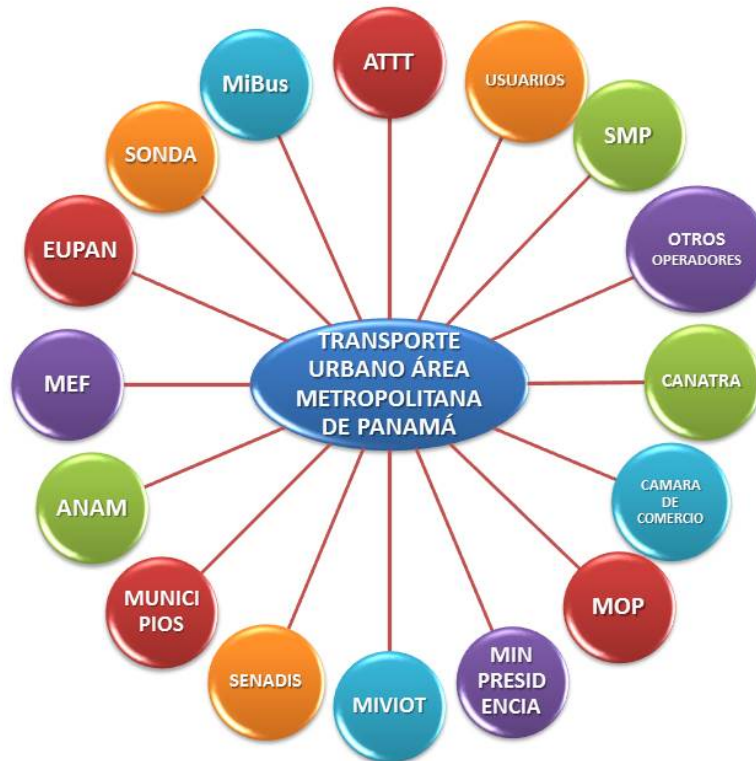 ATTT
USUARIOS
SMP
OTROS
OPERADORES
CANATRA
CAMARA
DE
COMERCIO
MOP
MIN
PRESID
ENCIA
MIVIOT
SENADIS
MUNICI
PIOS
ANAM
MEF
EUPAN
SONDA
MiBus
TRANSPORTE
URBANO ÁREA
METROPOLITANA
DE PANAMÁ